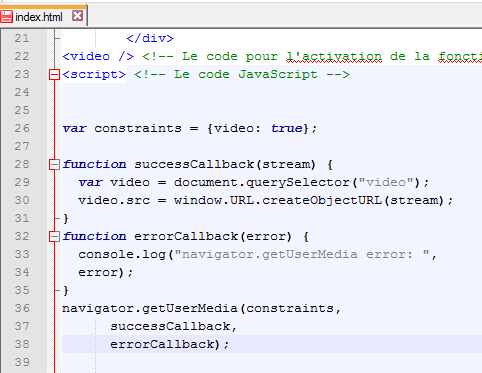 index.html
21 </div>
22 <video /> <!-- Le code pour l'activation de la foncti
23 <script> <!-- Le code JavaScript -->
24
25
26 var constraints = {video: true};
27
28 function successCallback(stream) {
29 var video = document.querySelector("video");
30 video.src = window.URL.createObjectURL(stream);
31 }
32 function errorCallback(error) {
33 console.log("navigator.getUserMedia error: ",
34 error);
35 }
36 navigator.getUserMedia(constraints,
37 successCallback,
38 errorCallback);
39